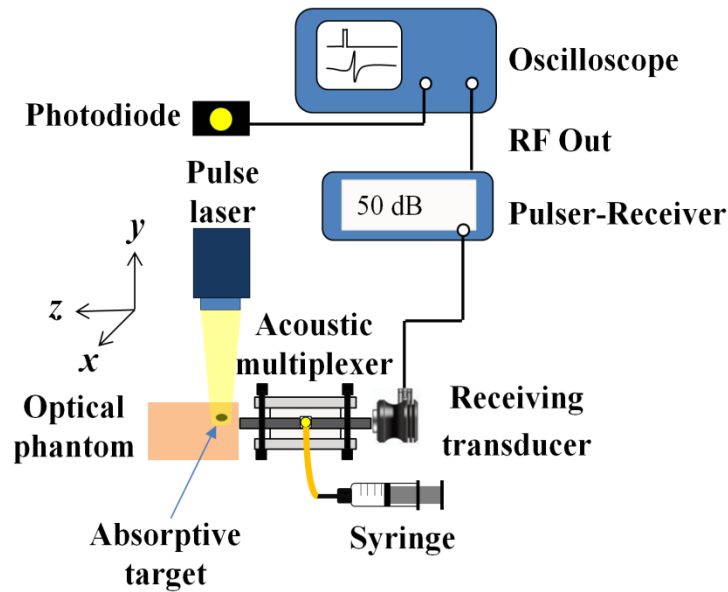 Oscilloscope
Photodiode
RF Out
Pulse
laser
50 dB
Pulser-Receiver
y
z
x
Acoustic
multiplexer
Optical
phantom
Receiving
transducer
Absorptive
target
Syringe